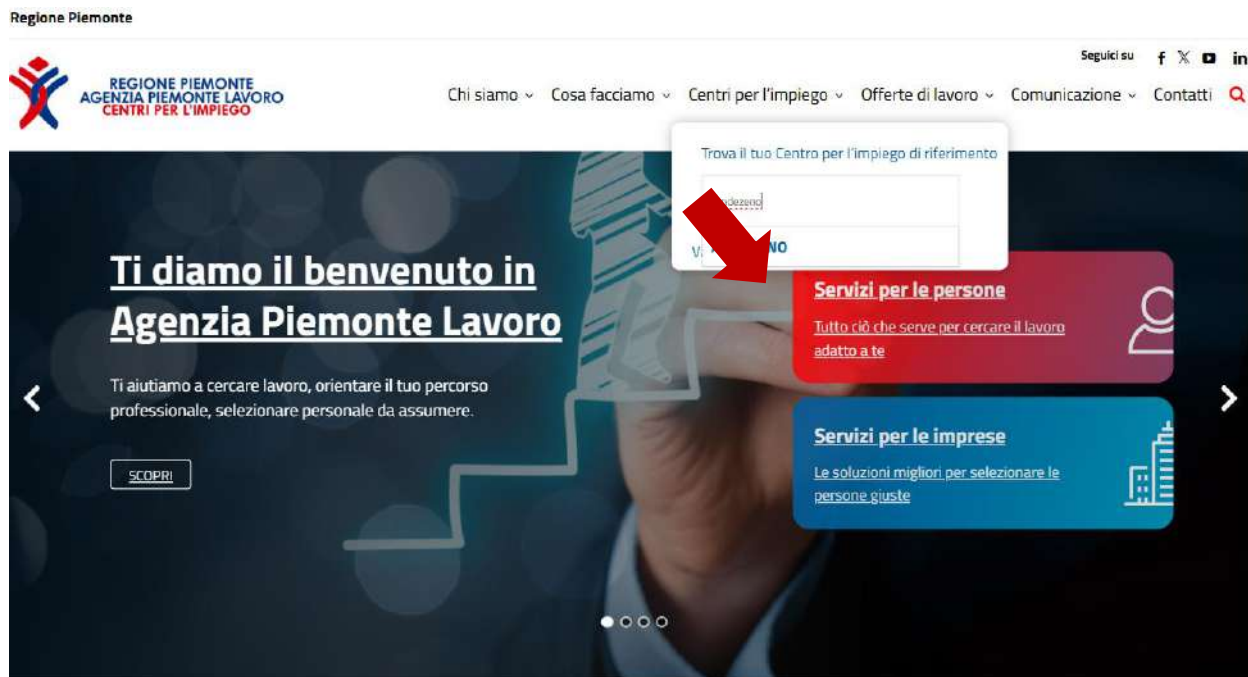 Regione Piemonte
Seguici su
REGIONE PIEMONTE
AGENZIA PIEMONTE LAVORO
CENTRI PER L'IMPIEGO
Chi siamo Cosa facciamo Centri per l'impiego Offerte di lavoro Comunicazione Contatti
Trova il tuo Centro per l'impiego di riferimento
Ti diamo il benvenuto in
Agenzia Piemonte Lavoro
Ti aiutiamo a cercare lavoro, orientare il tuo percorso
professionale, selezionare personale da assumere.
SCOPRI
Servizi per le persone
Tutto ciò che serve per cercare il lavoro
adatto a te
Servizi per le imprese
Le soluzioni migliori per selezionare le
persone giuste